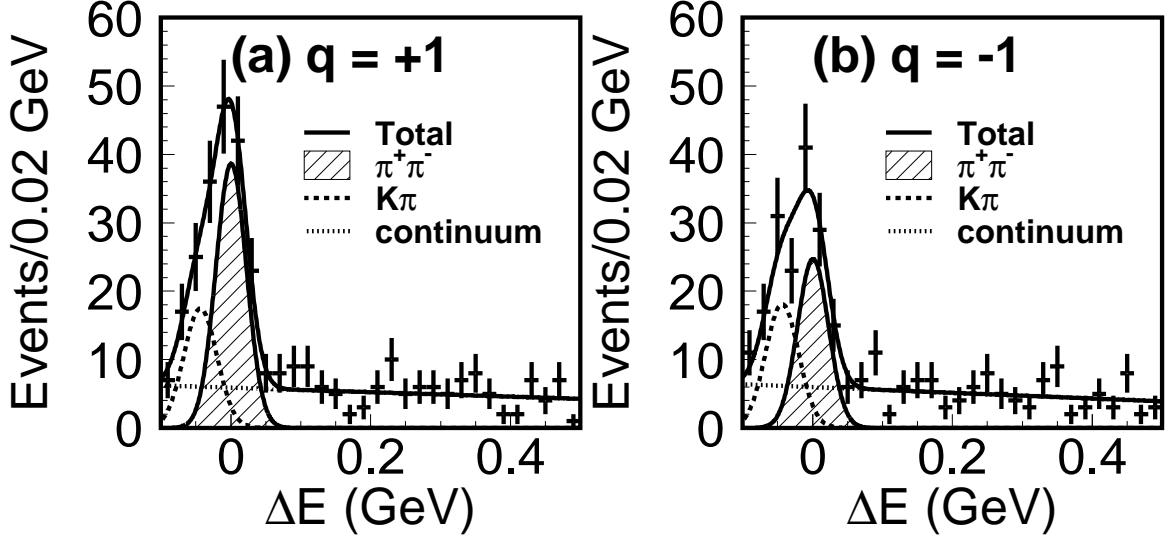 Events/0.02 GeV
60
50
40
30
20
10
0
(a) q = +1
Total
π⁺π⁻
Kπ
continuum
0 0.2 0.4
ΔE (GeV)
Events/0.02 GeV
60
50
40
30
20
10
0
(b) q = -1
Total
π⁺π⁻
Kπ
continuum
0 0.2 0.4
ΔE (GeV)